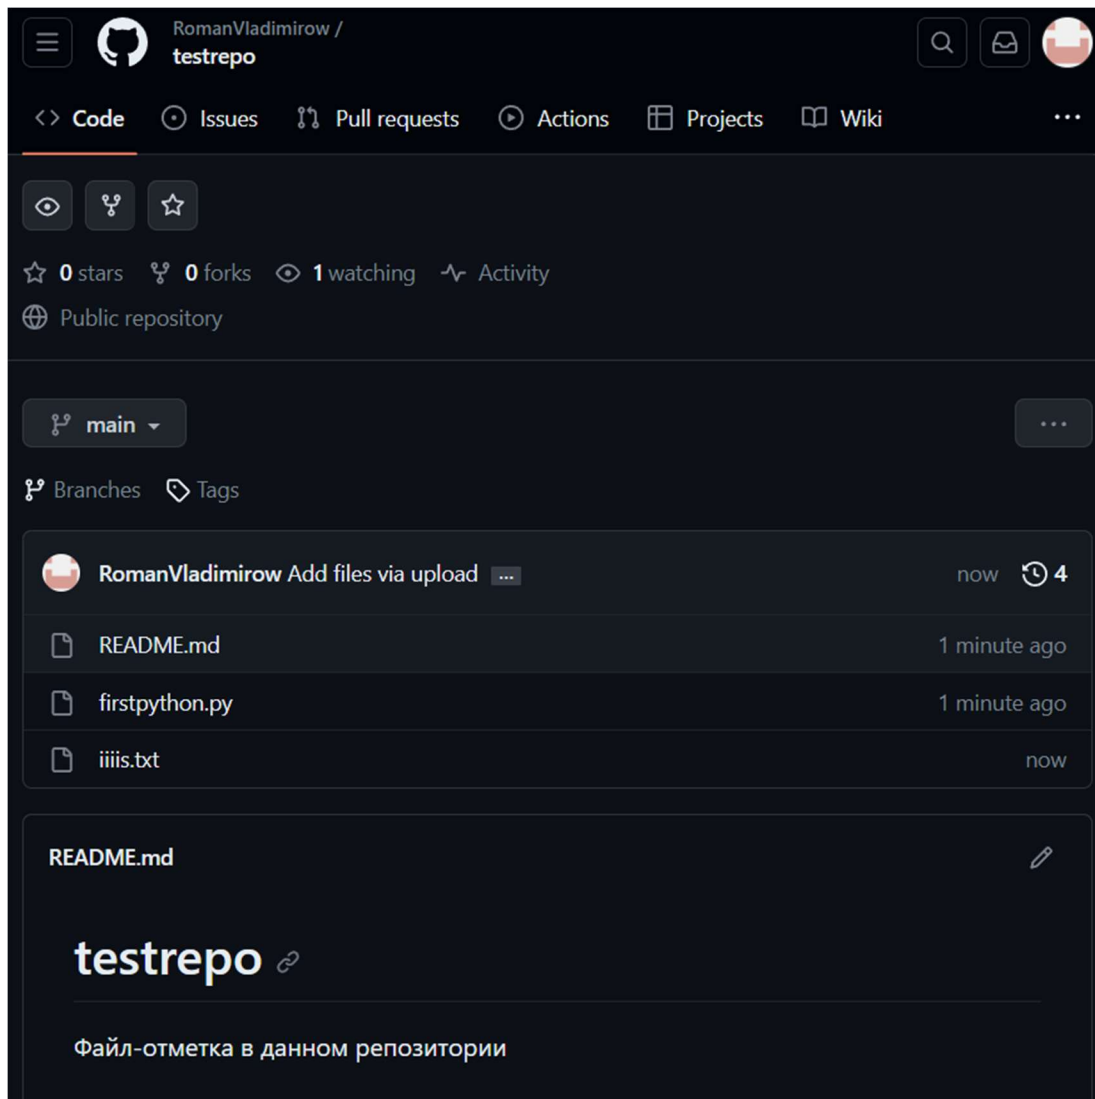 RomanVladimirow /
testrepo
Code Issues Pull requests Actions Projects Wiki ...
0 stars 0 forks 1 watching Activity
Public repository
main ...
Branches Tags
RomanVladimirow Add files via upload ... now 4
README.md 1 minute ago
firstpython.py 1 minute ago
iiiis.txt now
README.md
testrepo
Файл-отметка в данном репозитории